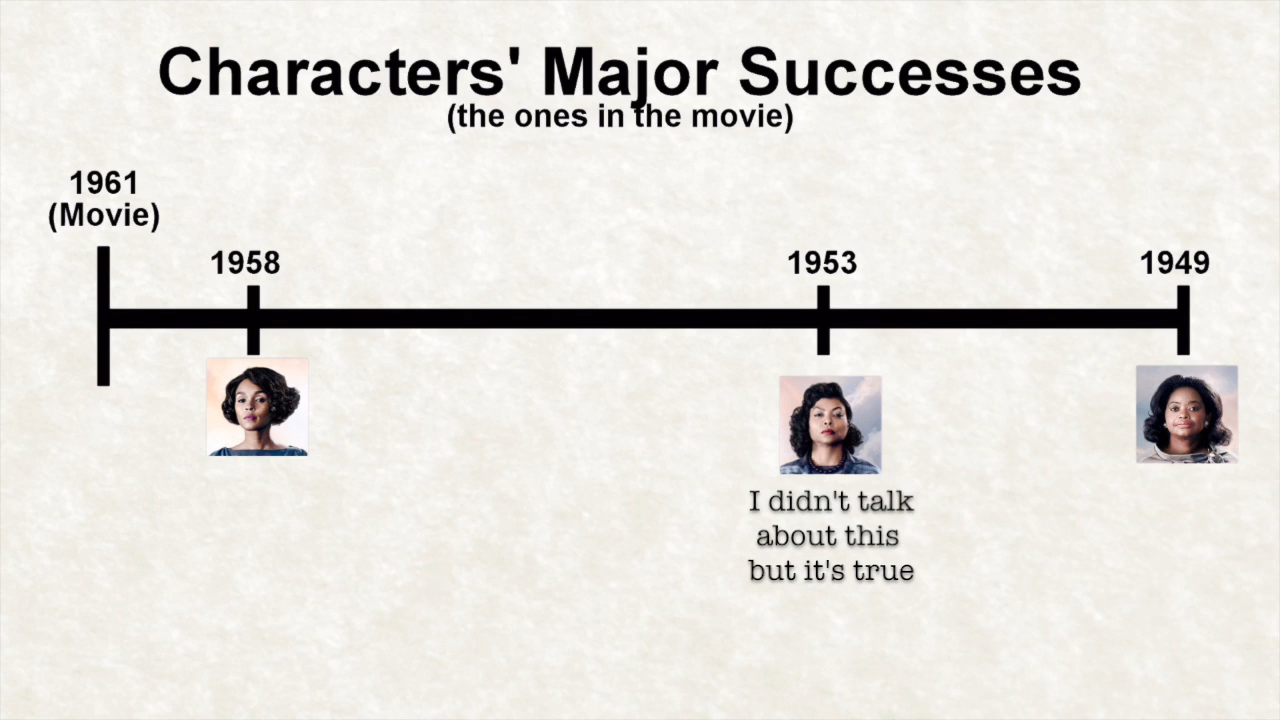 Characters' Major Successes
(the ones in the movie)
1961
(Movie)
1958
1953
1949
I didn't talk
about this
but it's true